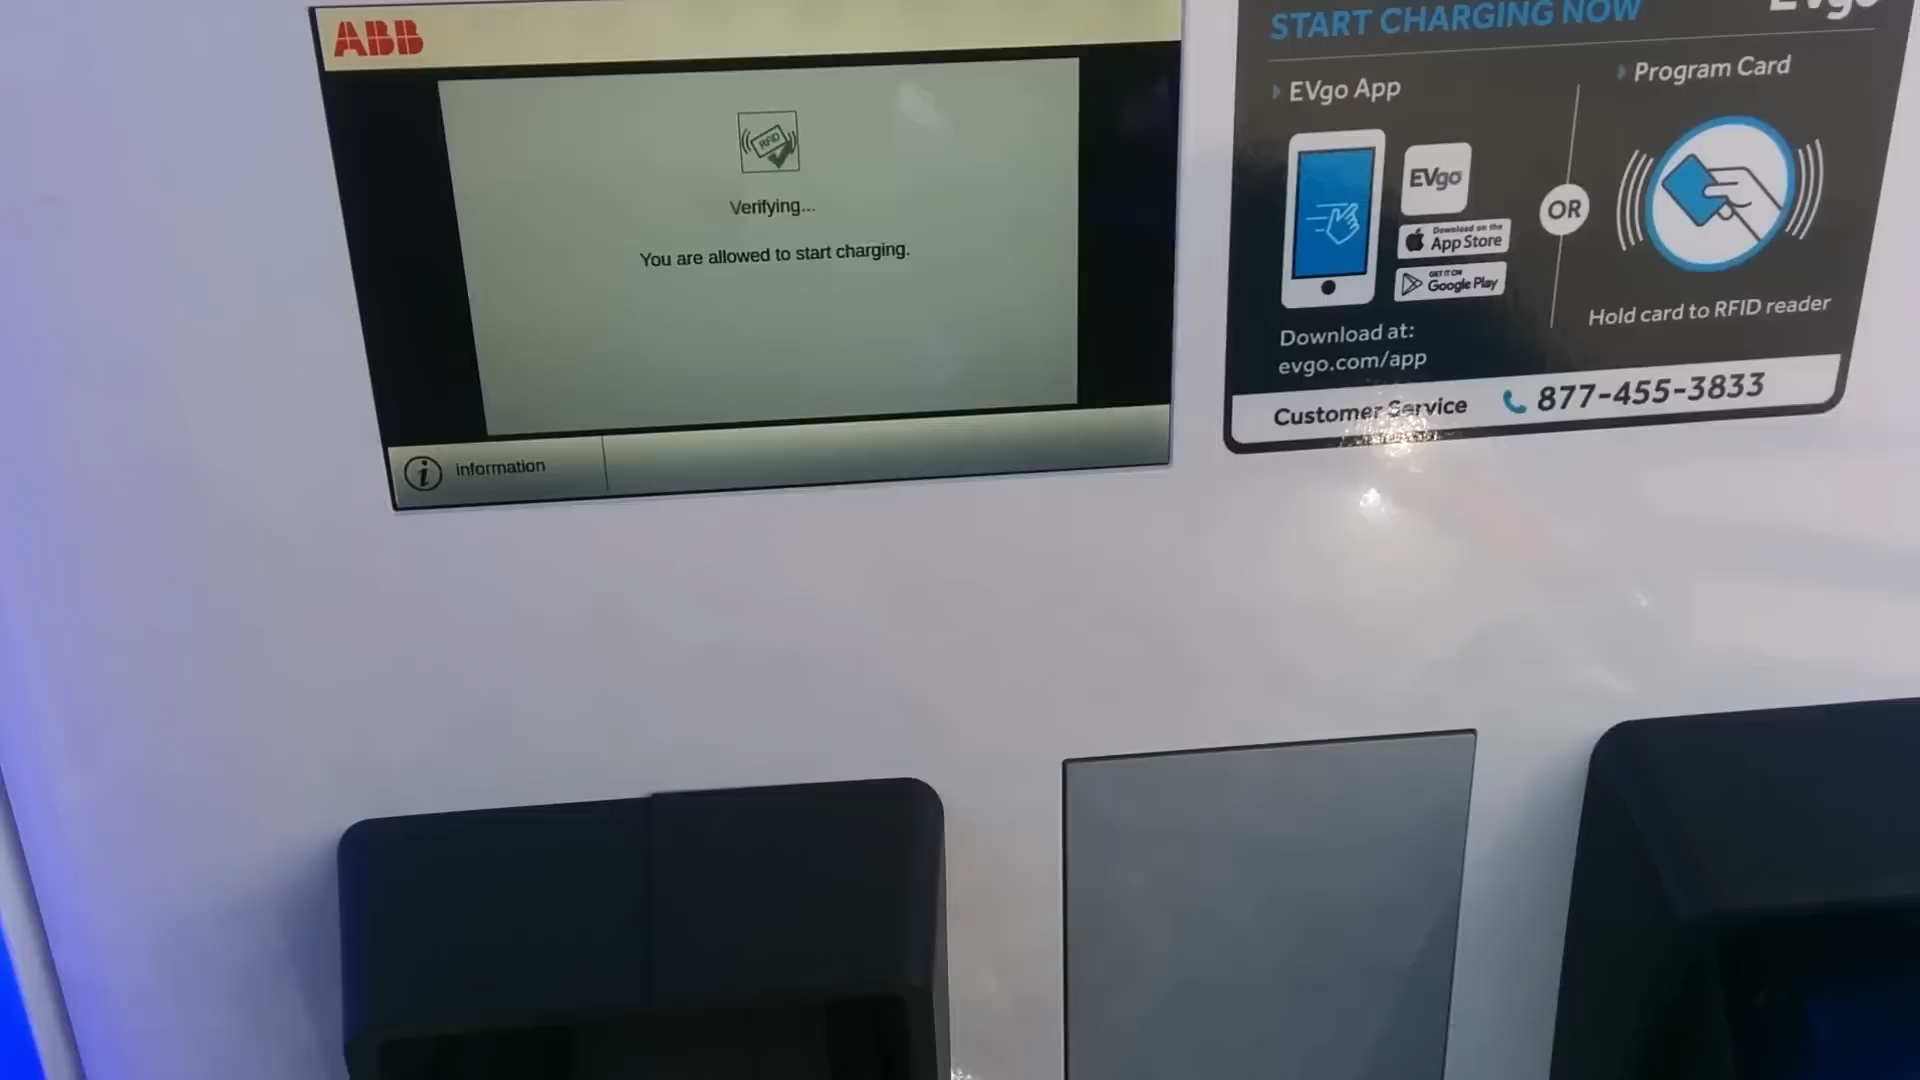 ABB
RFID
Verifying...
You are allowed to start charging.
i information
START CHARGING NOW
EVgo
EVgo App
EVgo
Download on the
App Store
GET IT ON
Google Play
Download at:
evgo.com/app
OR
Program Card
Hold card to RFID reader
Customer Service 877-455-3833